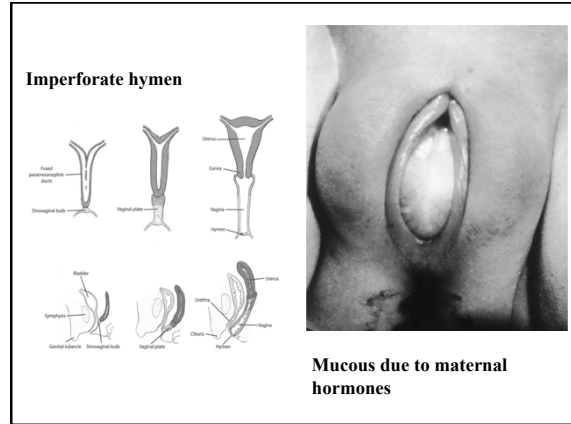 Imperforate hymen
Fused
paramesonephric
ducts
Sinovaginal bulb
Vaginal plate
Uterus
Cervix
Vagina
Hymen
Bladder
Symphysis
Genital tubercle
Sinovaginal bulbs
Vaginal plate
Urethra
Clitoris
Hymen
Uterus
Vagina
Mucous due to maternal
hormones